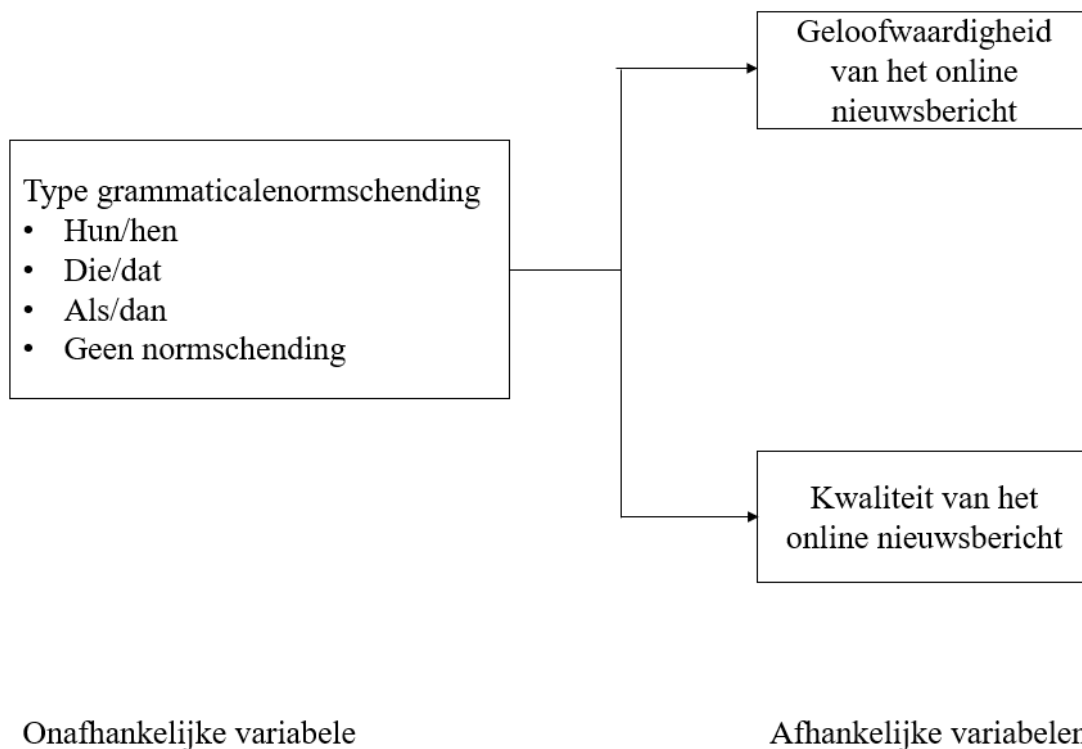 Geloofwaardigheid
van het online
nieuwsbericht
Type grammaticalenormschending
• Hun/hen
• Die/dat
• Als/dan
• Geen normschending
Kwaliteit van het
online nieuwsbericht
Onafhankelijke variabele
Afhankelijke variabelen